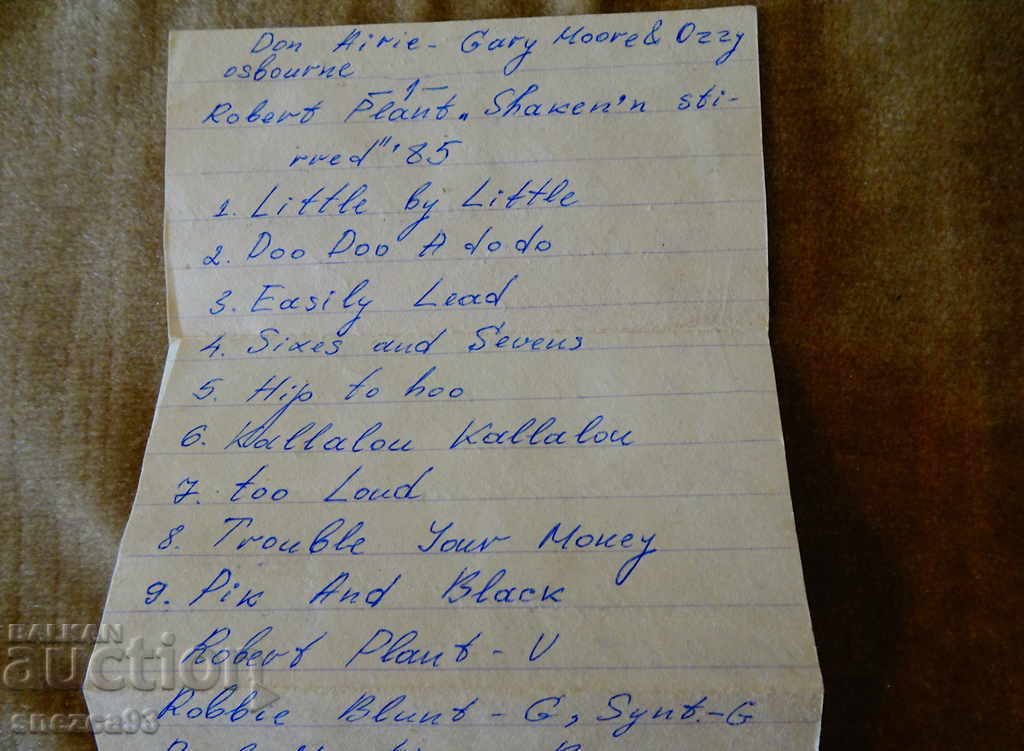 Don Airie - Gary Moore & Ozzy
osbourne
- 1 -
Robert Plant „Shaken'n sti-
rred" '85
1. Little by Little
2. Doo Doo A do do
3. Easily Lead
4. Sixes and Sevens
5. Hip to hoo
6. Kallalou Kallalou
7. too Loud
8. Trouble Your Money
9. Pik And Black
Robert Plant - V
Robbie Blunt - G, Synt.-G
BALKAN
auction
snezca93